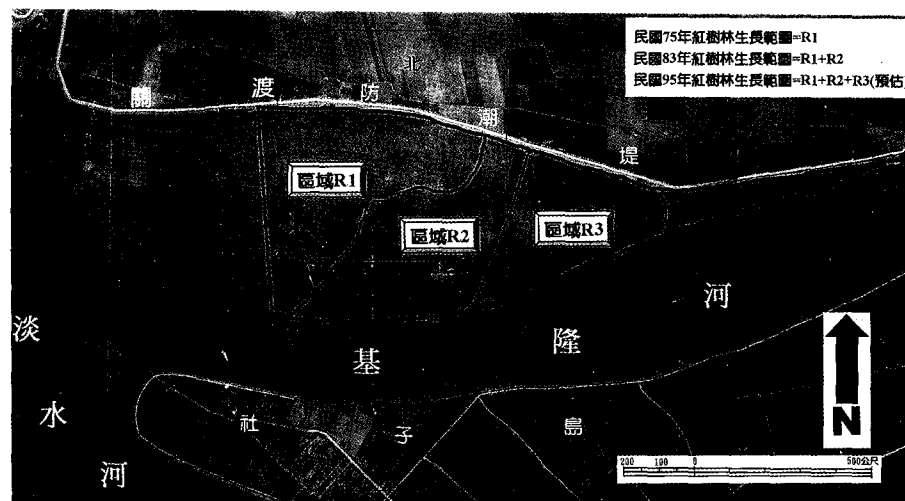 民國75年紅樹林生長範圍=R1
民國83年紅樹林生長範圍=R1+R2
民國95年紅樹林生長範圍=R1+R2+R3(預估)
關渡防潮堤
區域R1
區域R2
區域R3
淡水河
基隆河
社子島
N
200 100 0 500公尺